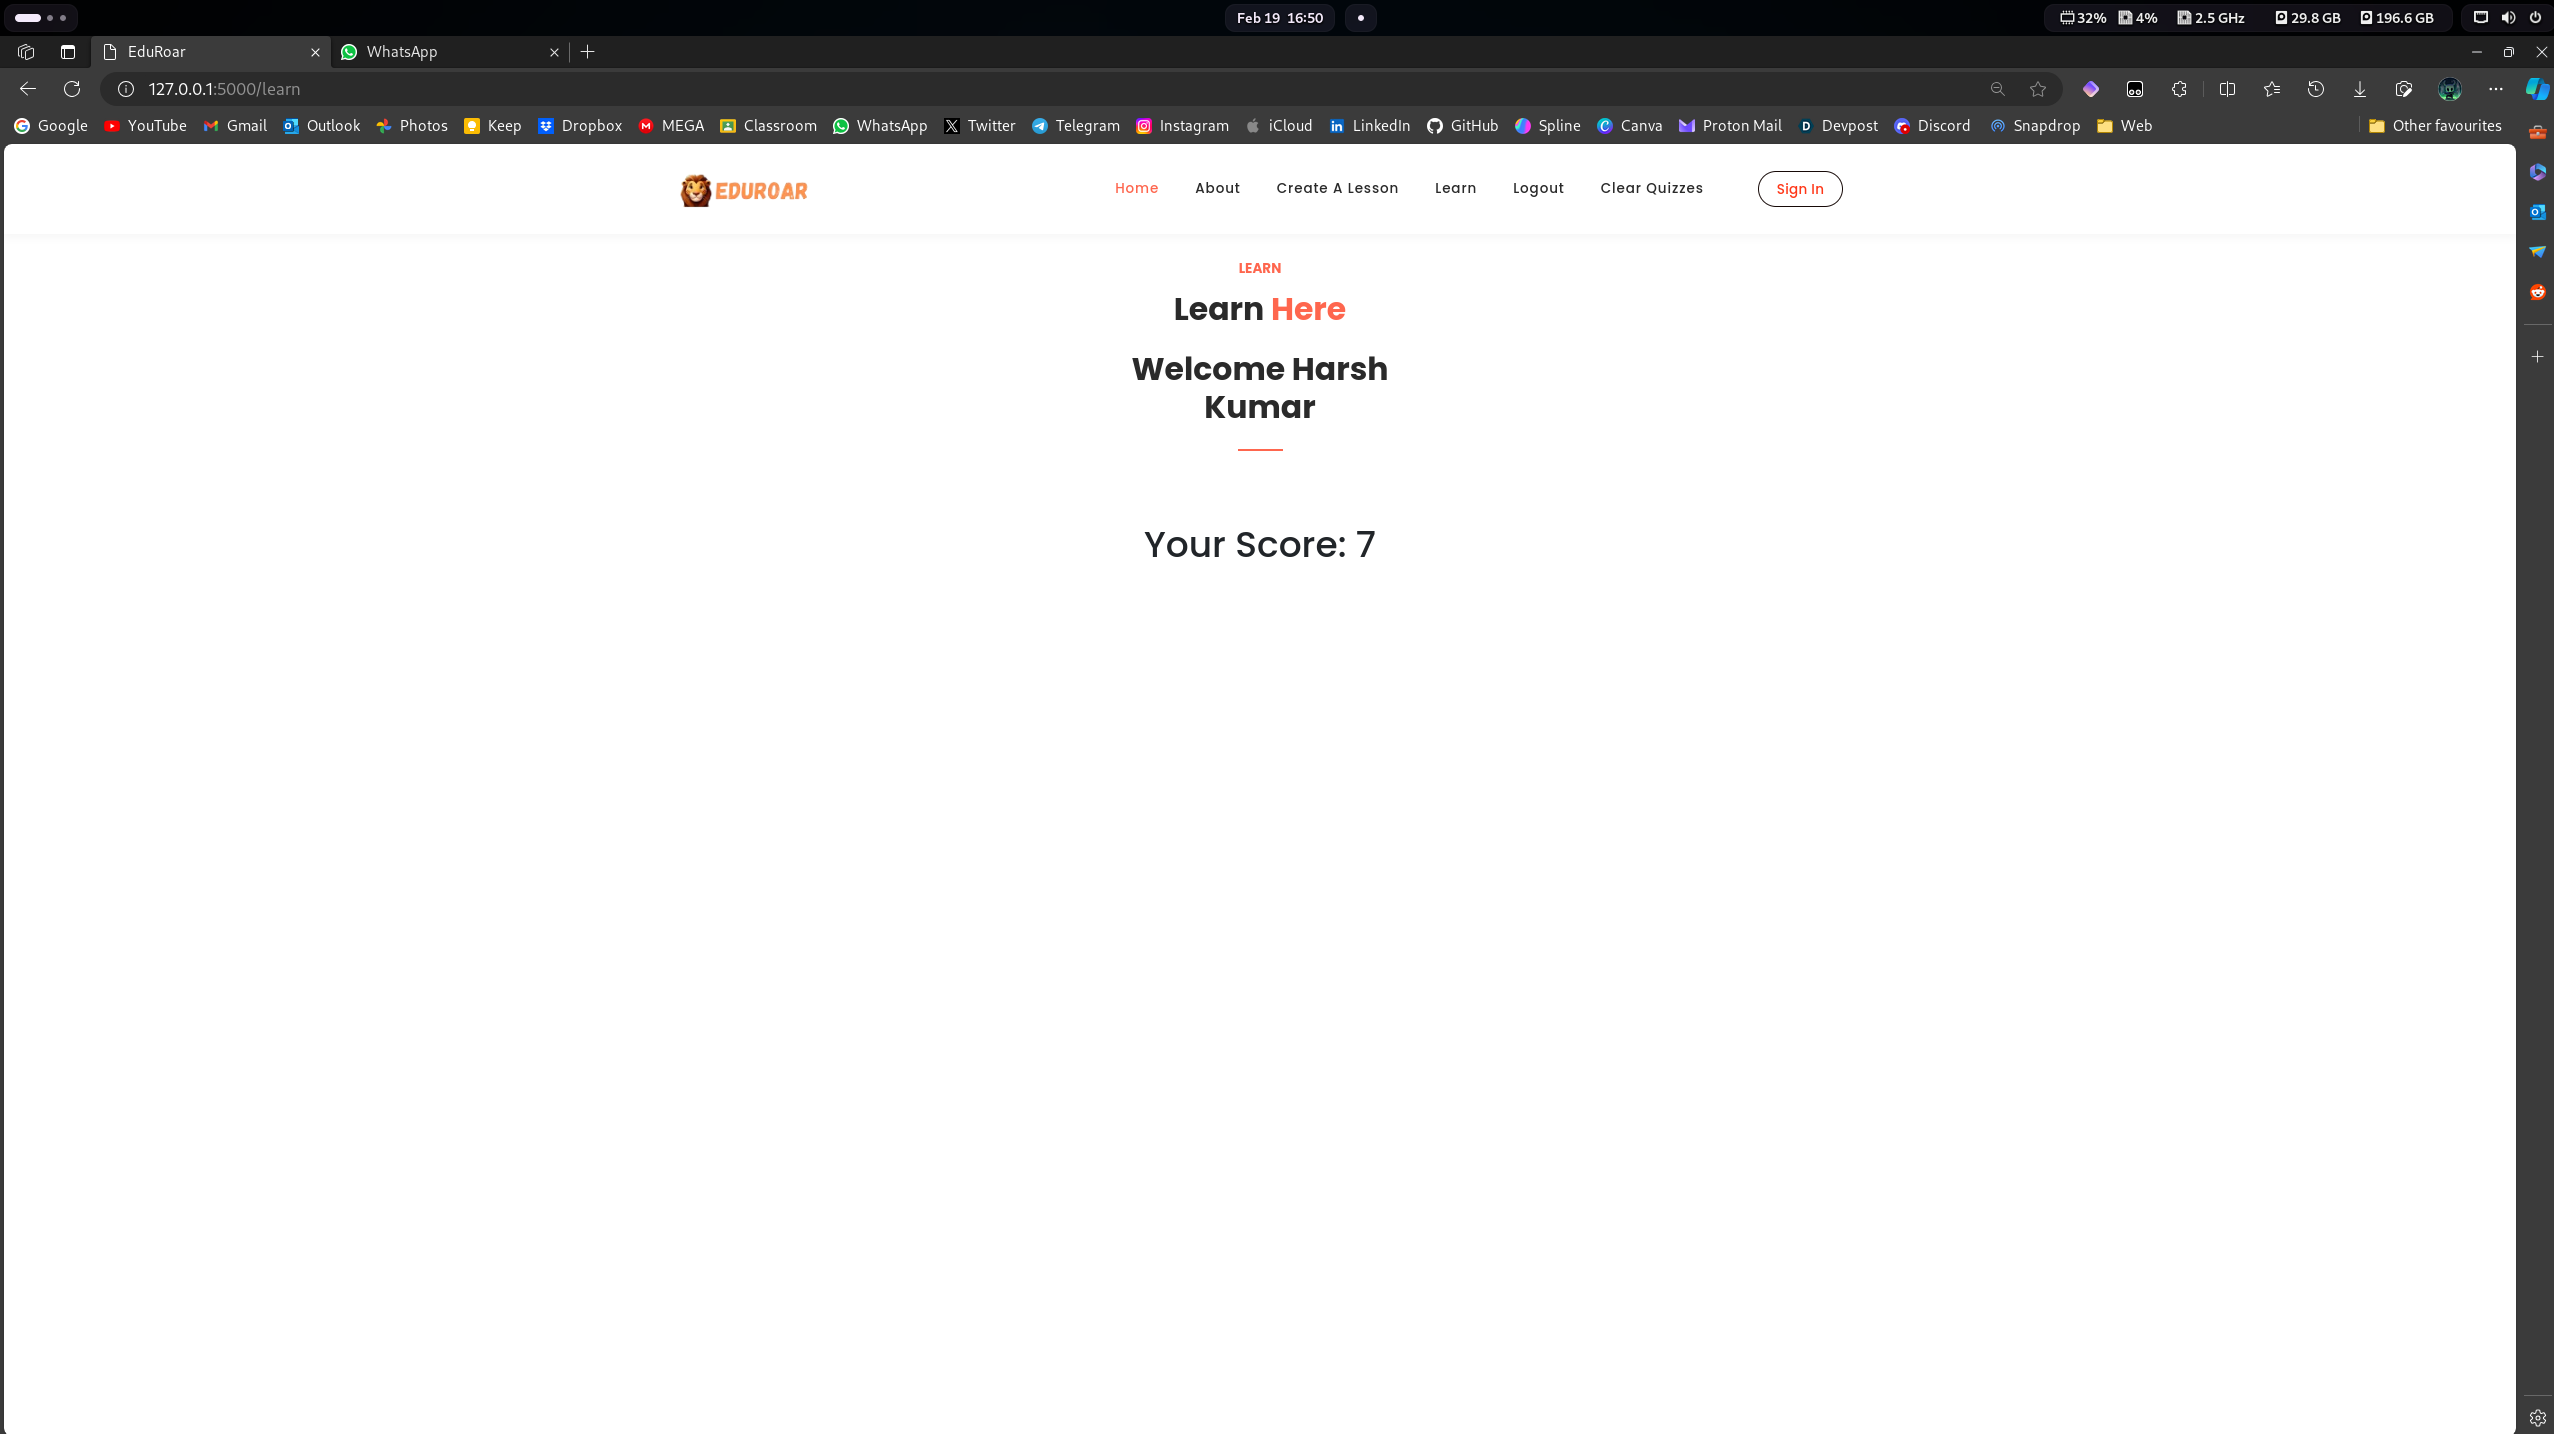 Feb 19 16:50
32% 4% 2.5 GHz 29.8 GB 196.6 GB
EduRoar
WhatsApp
127.0.0.1:5000/learn
Google YouTube Gmail Outlook Photos Keep Dropbox MEGA Classroom WhatsApp Twitter Telegram Instagram iCloud LinkedIn GitHub Spline Canva Proton Mail Devpost Discord Snapdrop Web Other favourites
EDUROAR
Home About Create A Lesson Learn Logout Clear Quizzes Sign In
LEARN
Learn Here
Welcome Harsh
Kumar
Your Score: 7